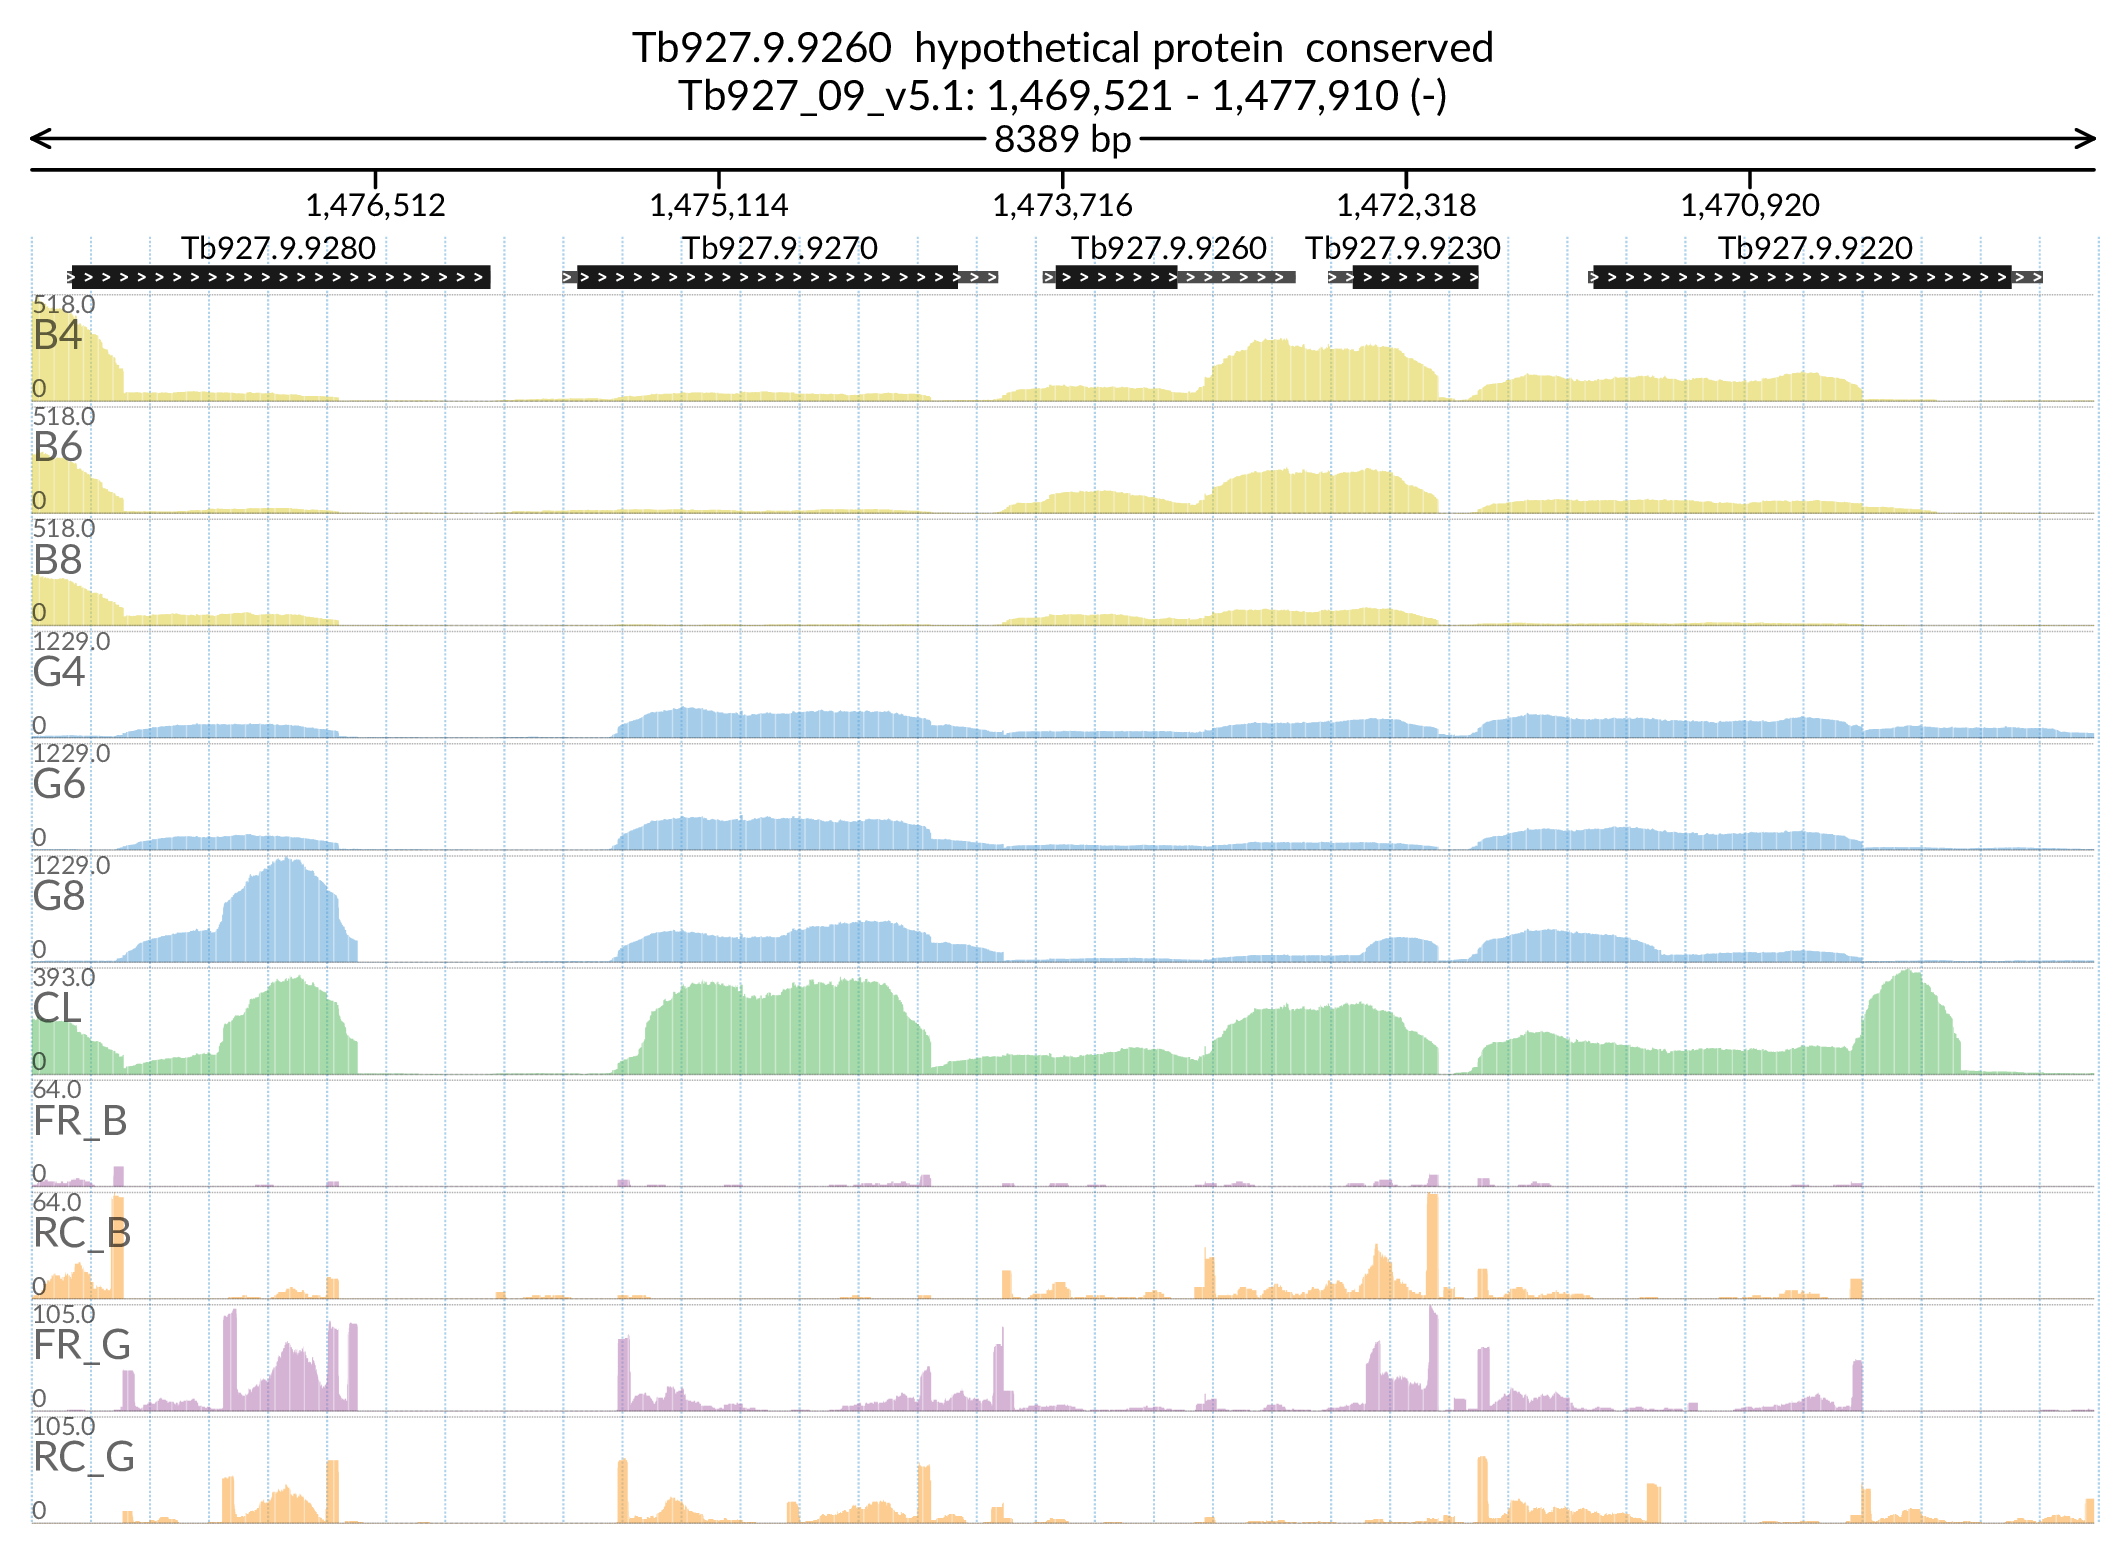 Tb927.9.9260 hypothetical protein conserved
Tb927_09_v5.1: 1,469,521 - 1,477,910 (-)
8389 bp
1,476,512 1,475,114 1,473,716 1,472,318 1,470,920
Tb927.9.9280 Tb927.9.9270 Tb927.9.9260 Tb927.9.9230 Tb927.9.9220
518.0
B4
0
518.0
B6
0
518.0
B8
0
1229.0
G4
0
1229.0
G6
0
1229.0
G8
0
393.0
CL
0
64.0
FR_B
0
64.0
RC_B
0
105.0
FR_G
0
105.0
RC_G
0